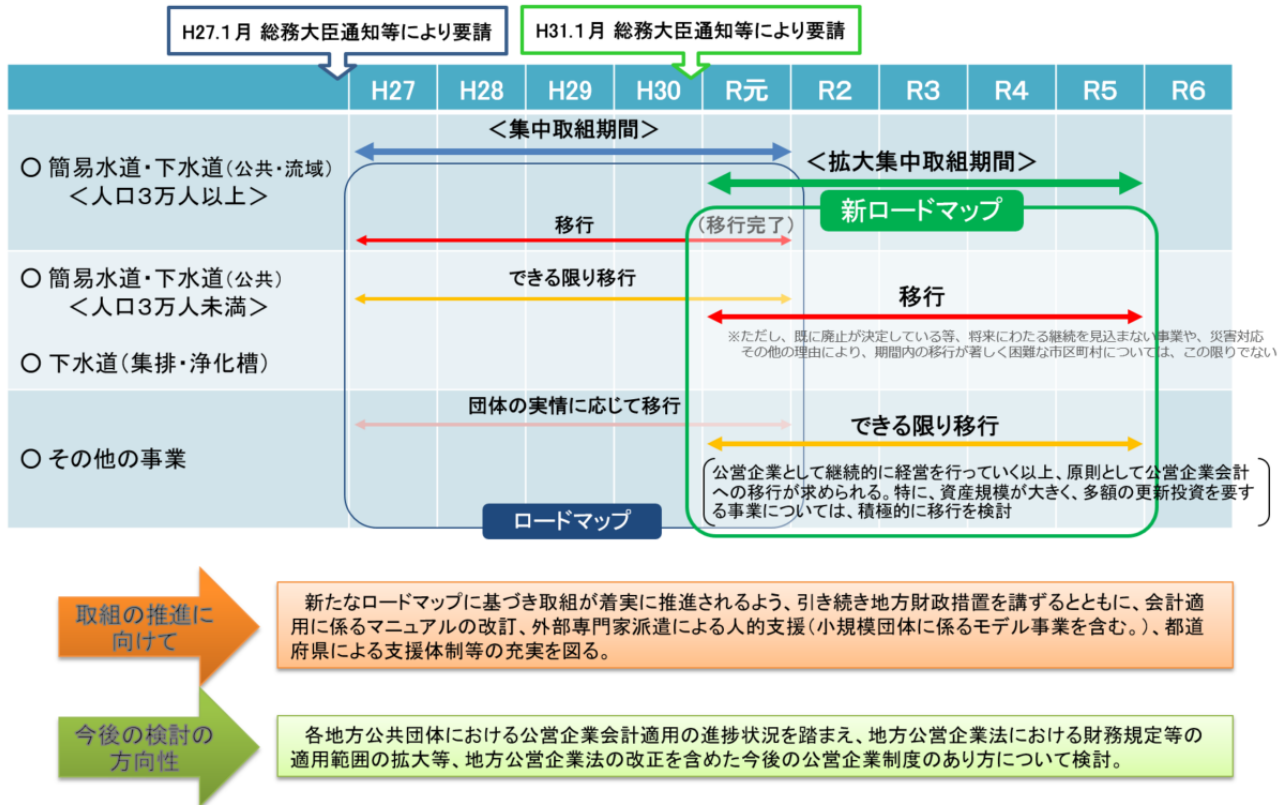 H27.1月 総務大臣通知等により要請
H31.1月 総務大臣通知等により要請
H27 H28 H29 H30 R元 R2 R3 R4 R5 R6
○ 簡易水道・下水道(公共・流域)
＜人口3万人以上＞
＜集中取組期間＞
＜拡大集中取組期間＞
新ロードマップ
移行
(移行完了)
○ 簡易水道・下水道(公共)
＜人口3万人未満＞
○ 下水道(集排・浄化槽)
できる限り移行
移行
※ただし、既に廃止が決定している等、将来にわたる継続を見込まない事業や、災害対応
その他の理由により、期間内の移行が著しく困難な市区町村については、この限りでない
○ その他の事業
団体の実情に応じて移行
できる限り移行
公営企業として継続的に経営を行っていく以上、原則として公営企業会計
への移行が求められる。特に、資産規模が大きく、多額の更新投資を要す
る事業については、積極的に移行を検討
ロードマップ
取組の推進に
向けて
新たなロードマップに基づき取組が着実に推進されるよう、引き続き地方財政措置を講ずるとともに、会計適
用に係るマニュアルの改訂、外部専門家派遣による人的支援(小規模団体に係るモデル事業を含む。)、都道
府県による支援体制等の充実を図る。
今後の検討の
方向性
各地方公共団体における公営企業会計適用の進捗状況を踏まえ、地方公営企業法における財務規定等の
適用範囲の拡大等、地方公営企業法の改正を含めた今後の公営企業制度のあり方について検討。